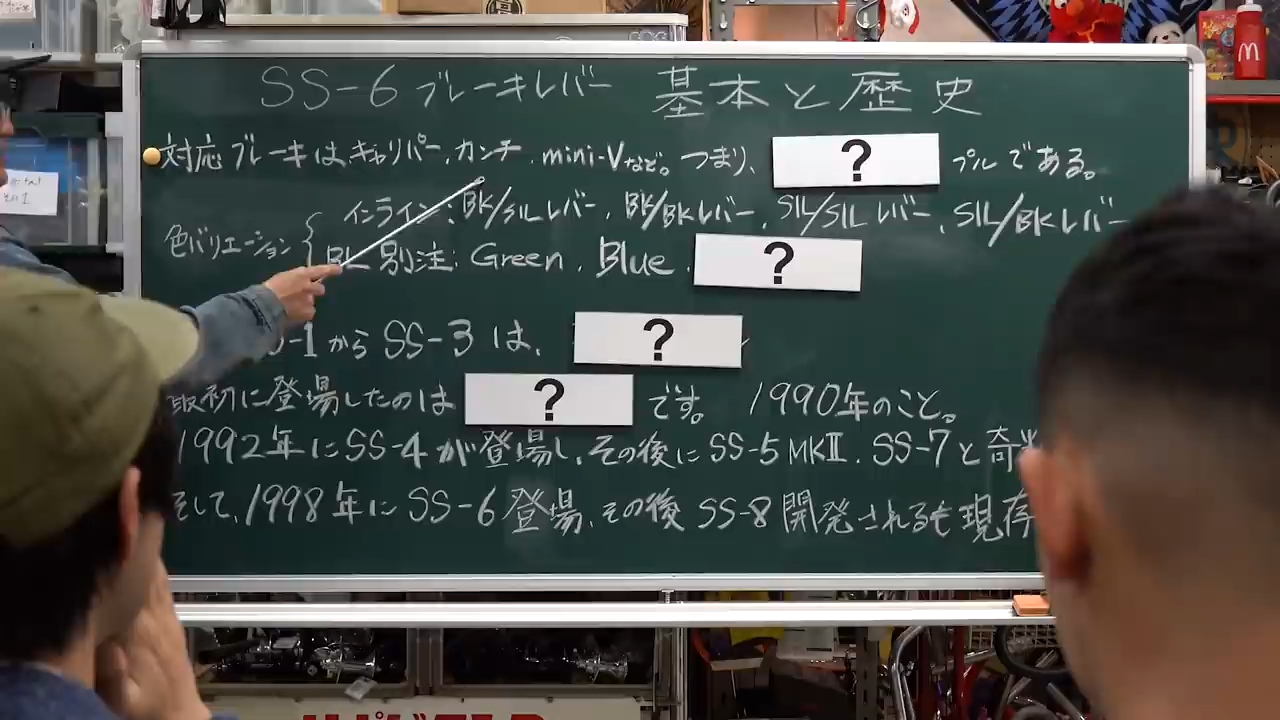 SS-6 ブレーキレバー 基本と歴史
対応ブレーキは、キャリパー、カンチ、mini-Vなど。つまり、 ? プルである。
色バリエーション { インライン：BK/SILレバー、BK/BKレバー、SIL/SILレバー、SIL/BKレバー
BL別注：Green、Blue、 ?
-1からSS-3は、 ?
最初に登場したのは ? です。 1990年のこと。
1992年にSS-4が登場し、その後にSS-5 MKⅡ、SS-7と奇
そして、1998年にSS-6登場、その後SS-8開発されるも現存